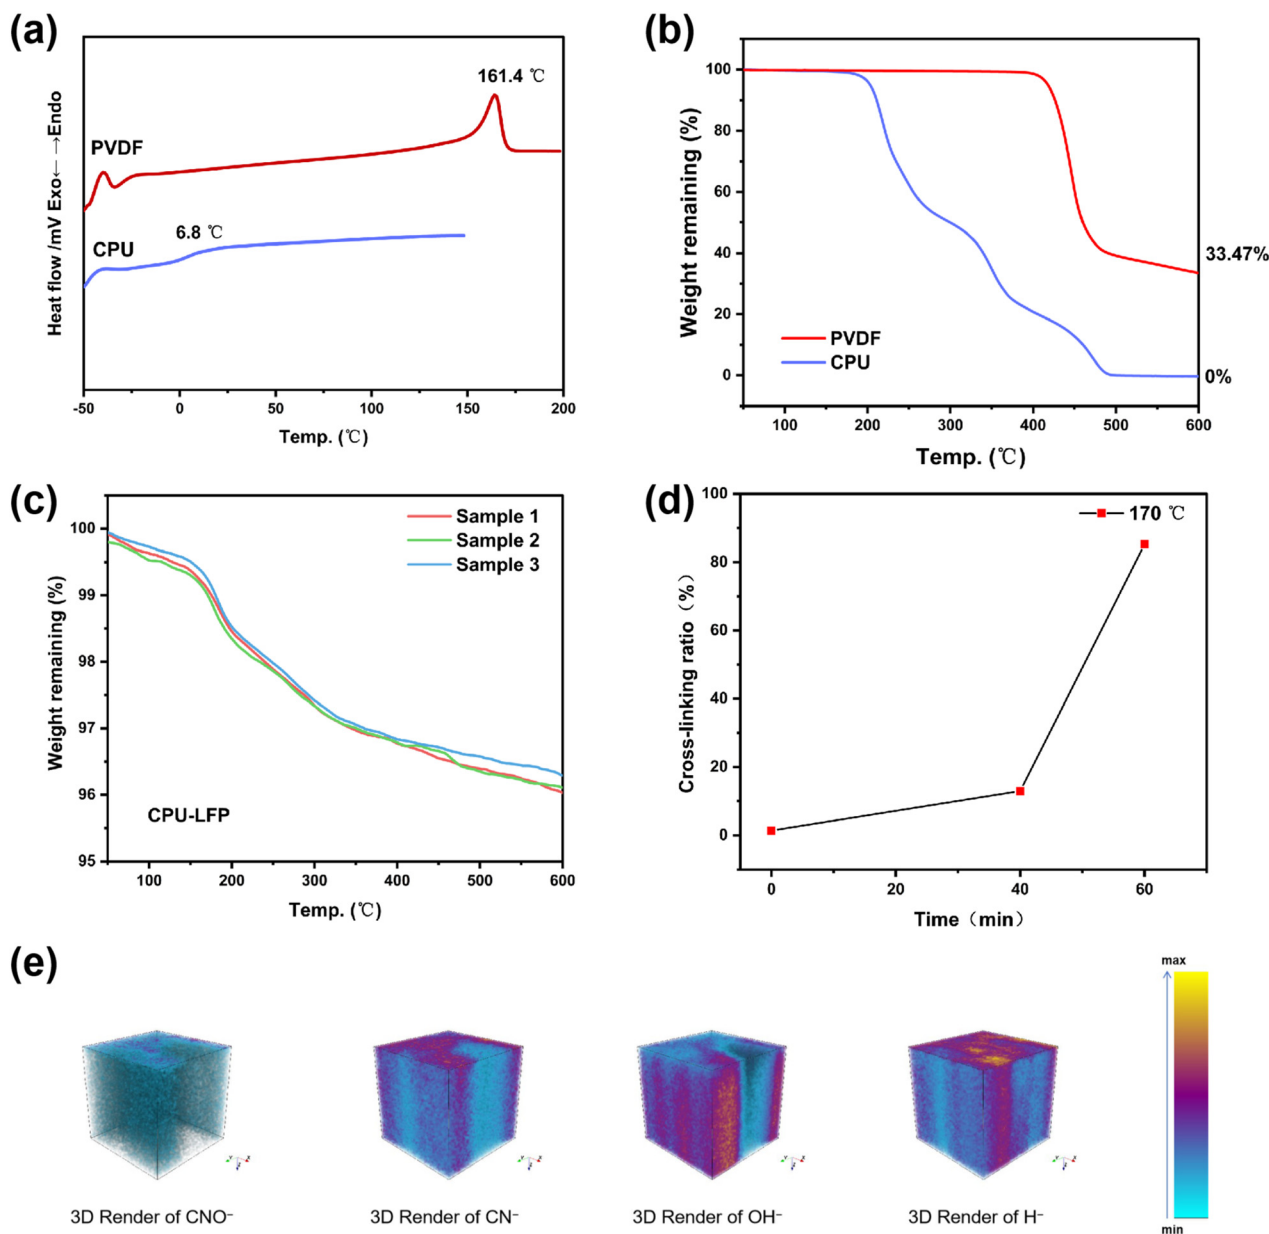 (a)
161.4 ℃
PVDF
6.8 ℃
CPU
Heat flow /mV Exo← →Endo
-50 0 50 100 150 200
Temp. (℃)
(b)
100
80
60
40
20
0
Weight remaining (%)
33.47%
0%
PVDF
CPU
100 200 300 400 500 600
Temp. (℃)
(c)
100
99
98
97
96
95
Weight remaining (%)
Sample 1
Sample 2
Sample 3
CPU-LFP
100 200 300 400 500 600
Temp. (℃)
(d)
100
80
60
40
20
0
Cross-linking ratio（%）
170 ℃
0 20 40 60
Time（min）
(e)
max
min
3D Render of CNO⁻
3D Render of CN⁻
3D Render of OH⁻
3D Render of H⁻